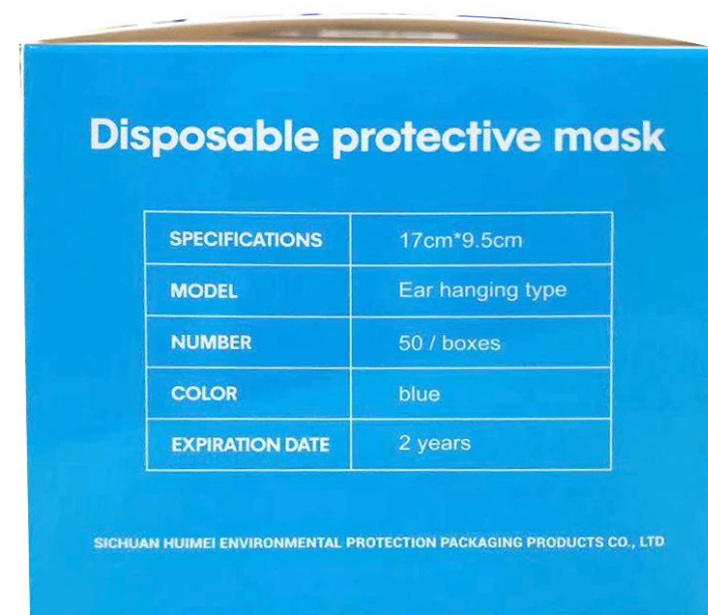 Disposable protective mask
SPECIFICATIONS 17cm*9.5cm
MODEL Ear hanging type
NUMBER 50 / boxes
COLOR blue
EXPIRATION DATE 2 years
SICHUAN HUIMEI ENVIRONMENTAL PROTECTION PACKAGING PRODUCTS CO., LTD